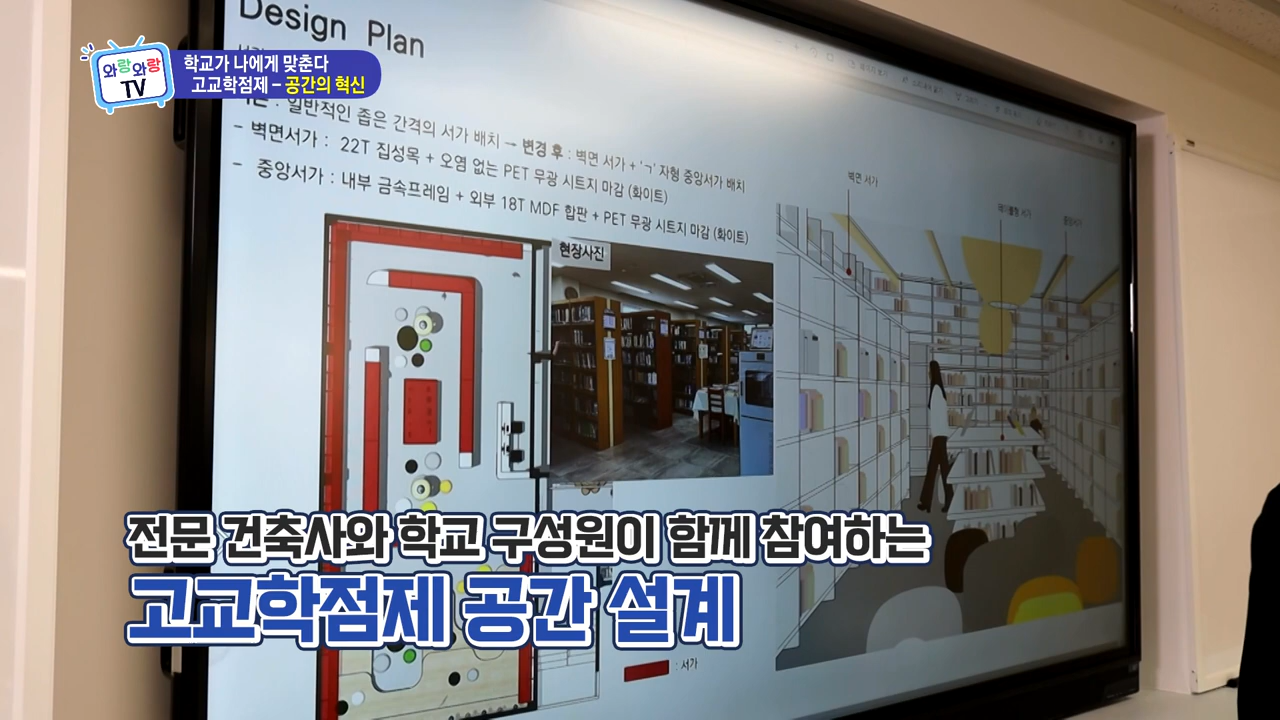 와랑와랑
TV
학교가 나에게 맞춘다
고교학점제 - 공간의 혁신
Design Plan
: 일반적인 좁은 간격의 서가 배치 → 변경 후 : 벽면 서가 + 'ㄱ' 자형 중앙서가 배치
- 벽면서가 : 22T 집성목 + 오염 없는 PET 무광 시트지 마감 (화이트)
- 중앙서가 : 내부 금속프레임 + 외부 18T MDF 합판 + PET 무광 시트지 마감 (화이트)
현장사진
벽면 서가
전문 건축사와 학교 구성원이 함께 참여하는
고교학점제 공간 설계
: 서가